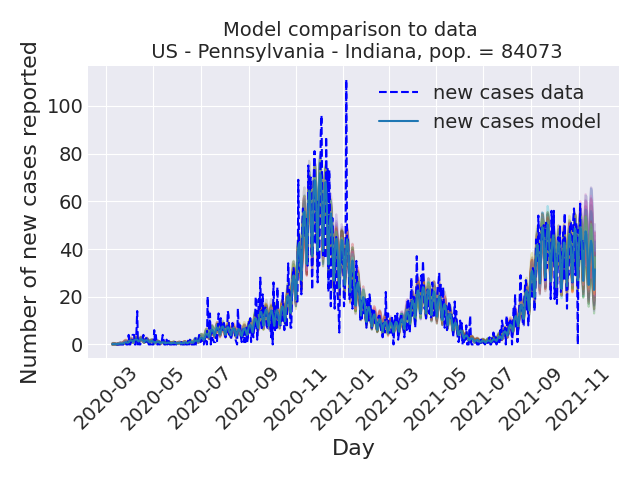 Model comparison to data
US - Pennsylvania - Indiana, pop. = 84073
new cases data
new cases model
Number of new cases reported
100
80
60
40
20
0
2020-03
2020-05
2020-07
2020-09
2020-11
2021-01
2021-03
2021-05
2021-07
2021-09
2021-11
Day